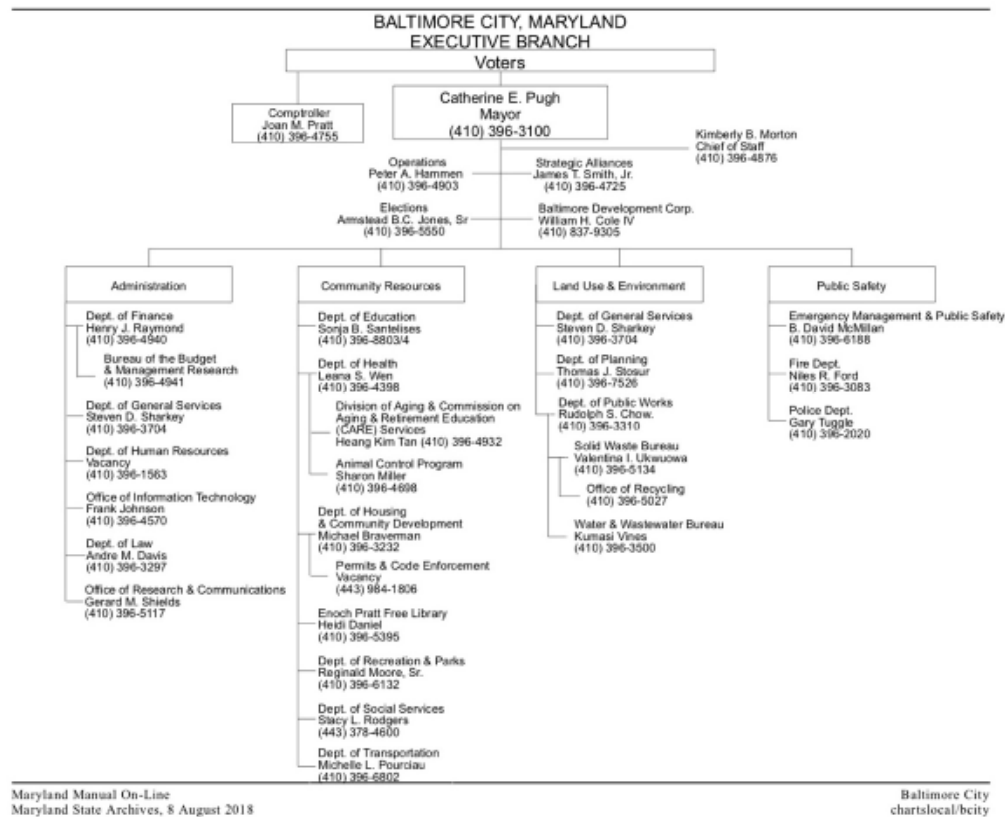 BALTIMORE CITY, MARYLAND
EXECUTIVE BRANCH
Voters
Comptroller
Joan M. Pratt
(410) 396-4755
Catherine E. Pugh
Mayor
(410) 396-3100
Kimberly B. Morton
Chief of Staff
(410) 396-4876
Operations
Peter A. Hammen
(410) 396-4903
Strategic Alliances
James T. Smith, Jr.
(410) 396-4725
Elections
Armstead B.C. Jones, Sr
(410) 396-5550
Baltimore Development Corp.
William H. Cole IV
(410) 837-9305
Administration
Dept. of Finance
Henry J. Raymond
(410) 396-4940
Bureau of the Budget
& Management Research
(410) 396-4941
Dept. of General Services
Steven D. Sharkey
(410) 396-3704
Dept. of Human Resources
Vacancy
(410) 396-1563
Office of Information Technology
Frank Johnson
(410) 396-4570
Dept. of Law
Andre M. Davis
(410) 396-3297
Office of Research & Communications
Gerard M. Shields
(410) 396-5117
Community Resources
Dept. of Education
Sonja B. Santelises
(410) 396-8803/4
Dept. of Health
Leana S. Wen
(410) 396-4398
Division of Aging & Commission on
Aging & Retirement Education
(CARE) Services
Heang Kim Tan (410) 396-4932
Animal Control Program
Sharon Miller
(410) 396-4698
Dept. of Housing
& Community Development
Michael Braverman
(410) 396-3232
Permits & Code Enforcement
Vacancy
(443) 984-1806
Enoch Pratt Free Library
Heidi Daniel
(410) 396-5395
Dept. of Recreation & Parks
Reginald Moore, Sr.
(410) 396-6132
Dept. of Social Services
Stacy L. Rodgers
(443) 378-4600
Dept. of Transportation
Michelle L. Pourciau
(410) 396-6802
Land Use & Environment
Dept. of General Services
Steven D. Sharkey
(410) 396-3704
Dept. of Planning
Thomas J. Stosur
(410) 396-7526
Dept. of Public Works
Rudolph S. Chow.
(410) 396-3310
Solid Waste Bureau
Valentina I. Ukwuowa
(410) 396-5134
Office of Recycling
(410) 396-5027
Water & Wastewater Bureau
Kumasi Vines
(410) 396-3500
Public Safety
Emergency Management & Public Safety
B. David McMillan
(410) 396-6188
Fire Dept.
Niles R. Ford
(410) 396-3083
Police Dept.
Gary Tuggle
(410) 396-2020
Maryland Manual On-Line
Maryland State Archives, 8 August 2018
Baltimore City
chartslocal/bcity